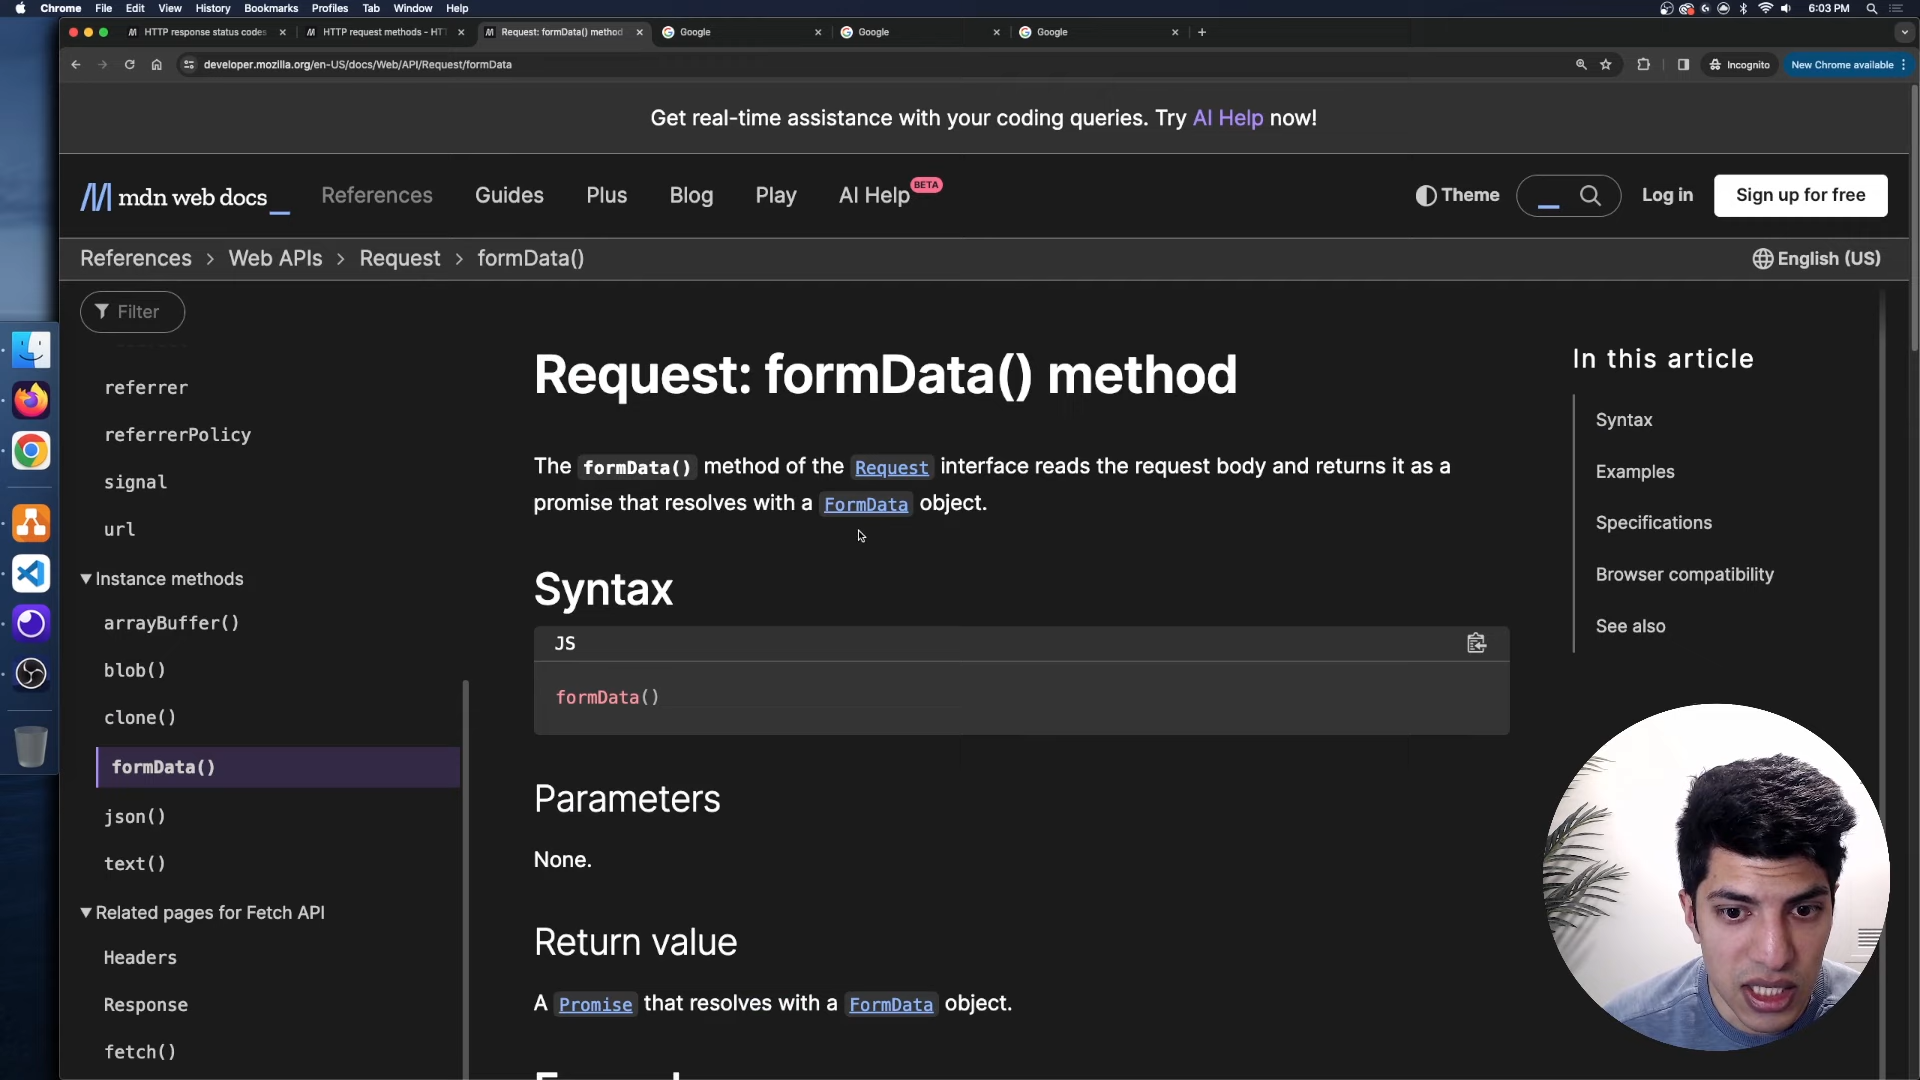 Chrome File Edit View History Bookmarks Profiles Tab Window Help 6:03 PM
HTTP response status codes
HTTP request methods - HT
Request: formData() method
Google
Google
Google
developer.mozilla.org/en-US/docs/Web/API/Request/formData
Incognito
New Chrome available
Get real-time assistance with your coding queries. Try AI Help now!
mdn web docs_
References Guides Plus Blog Play AI Help BETA
Theme
Log in
Sign up for free
References > Web APIs > Request > formData()
English (US)
Filter
referrer
referrerPolicy
signal
url
Instance methods
arrayBuffer()
blob()
clone()
formData()
json()
text()
Related pages for Fetch API
Headers
Response
fetch()
Request: formData() method
The formData() method of the Request interface reads the request body and returns it as a
promise that resolves with a FormData object.
Syntax
JS
formData()
Parameters
None.
Return value
A Promise that resolves with a FormData object.
In this article
Syntax
Examples
Specifications
Browser compatibility
See also